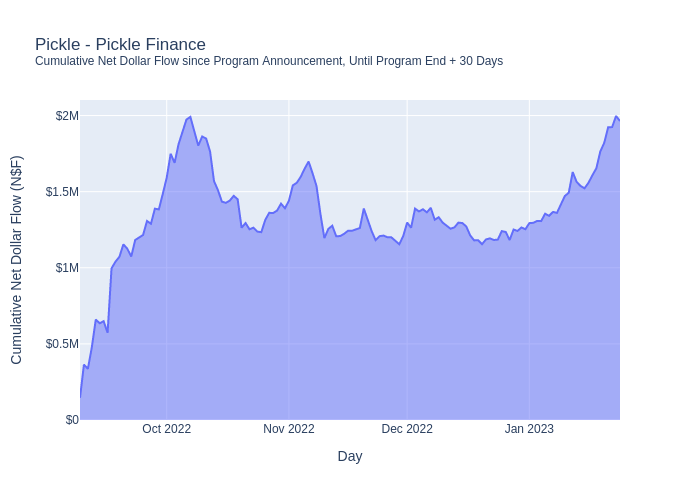 Pickle - Pickle Finance
Cumulative Net Dollar Flow since Program Announcement, Until Program End + 30 Days
Cumulative Net Dollar Flow (N$F)
$2M
$1.5M
$1M
$0.5M
$0
Oct 2022
Nov 2022
Dec 2022
Jan 2023
Day